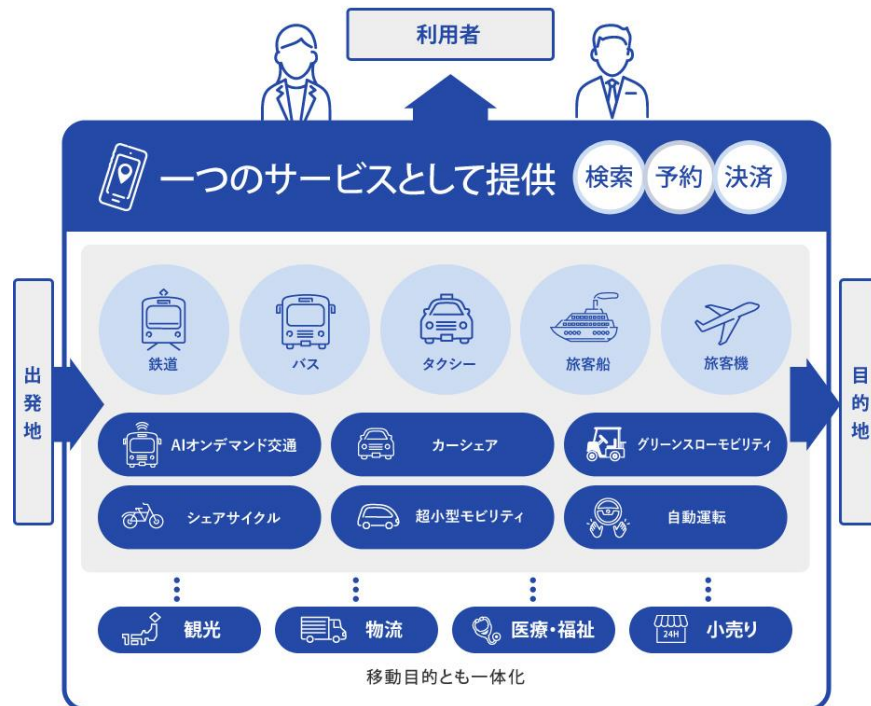 利用者
一つのサービスとして提供
検索
予約
決済
出発地
鉄道
バス
タクシー
旅客船
旅客機
目的地
AIオンデマンド交通
カーシェア
グリーンスローモビリティ
シェアサイクル
超小型モビリティ
自動運転
観光
物流
医療・福祉
24H
小売り
移動目的とも一体化